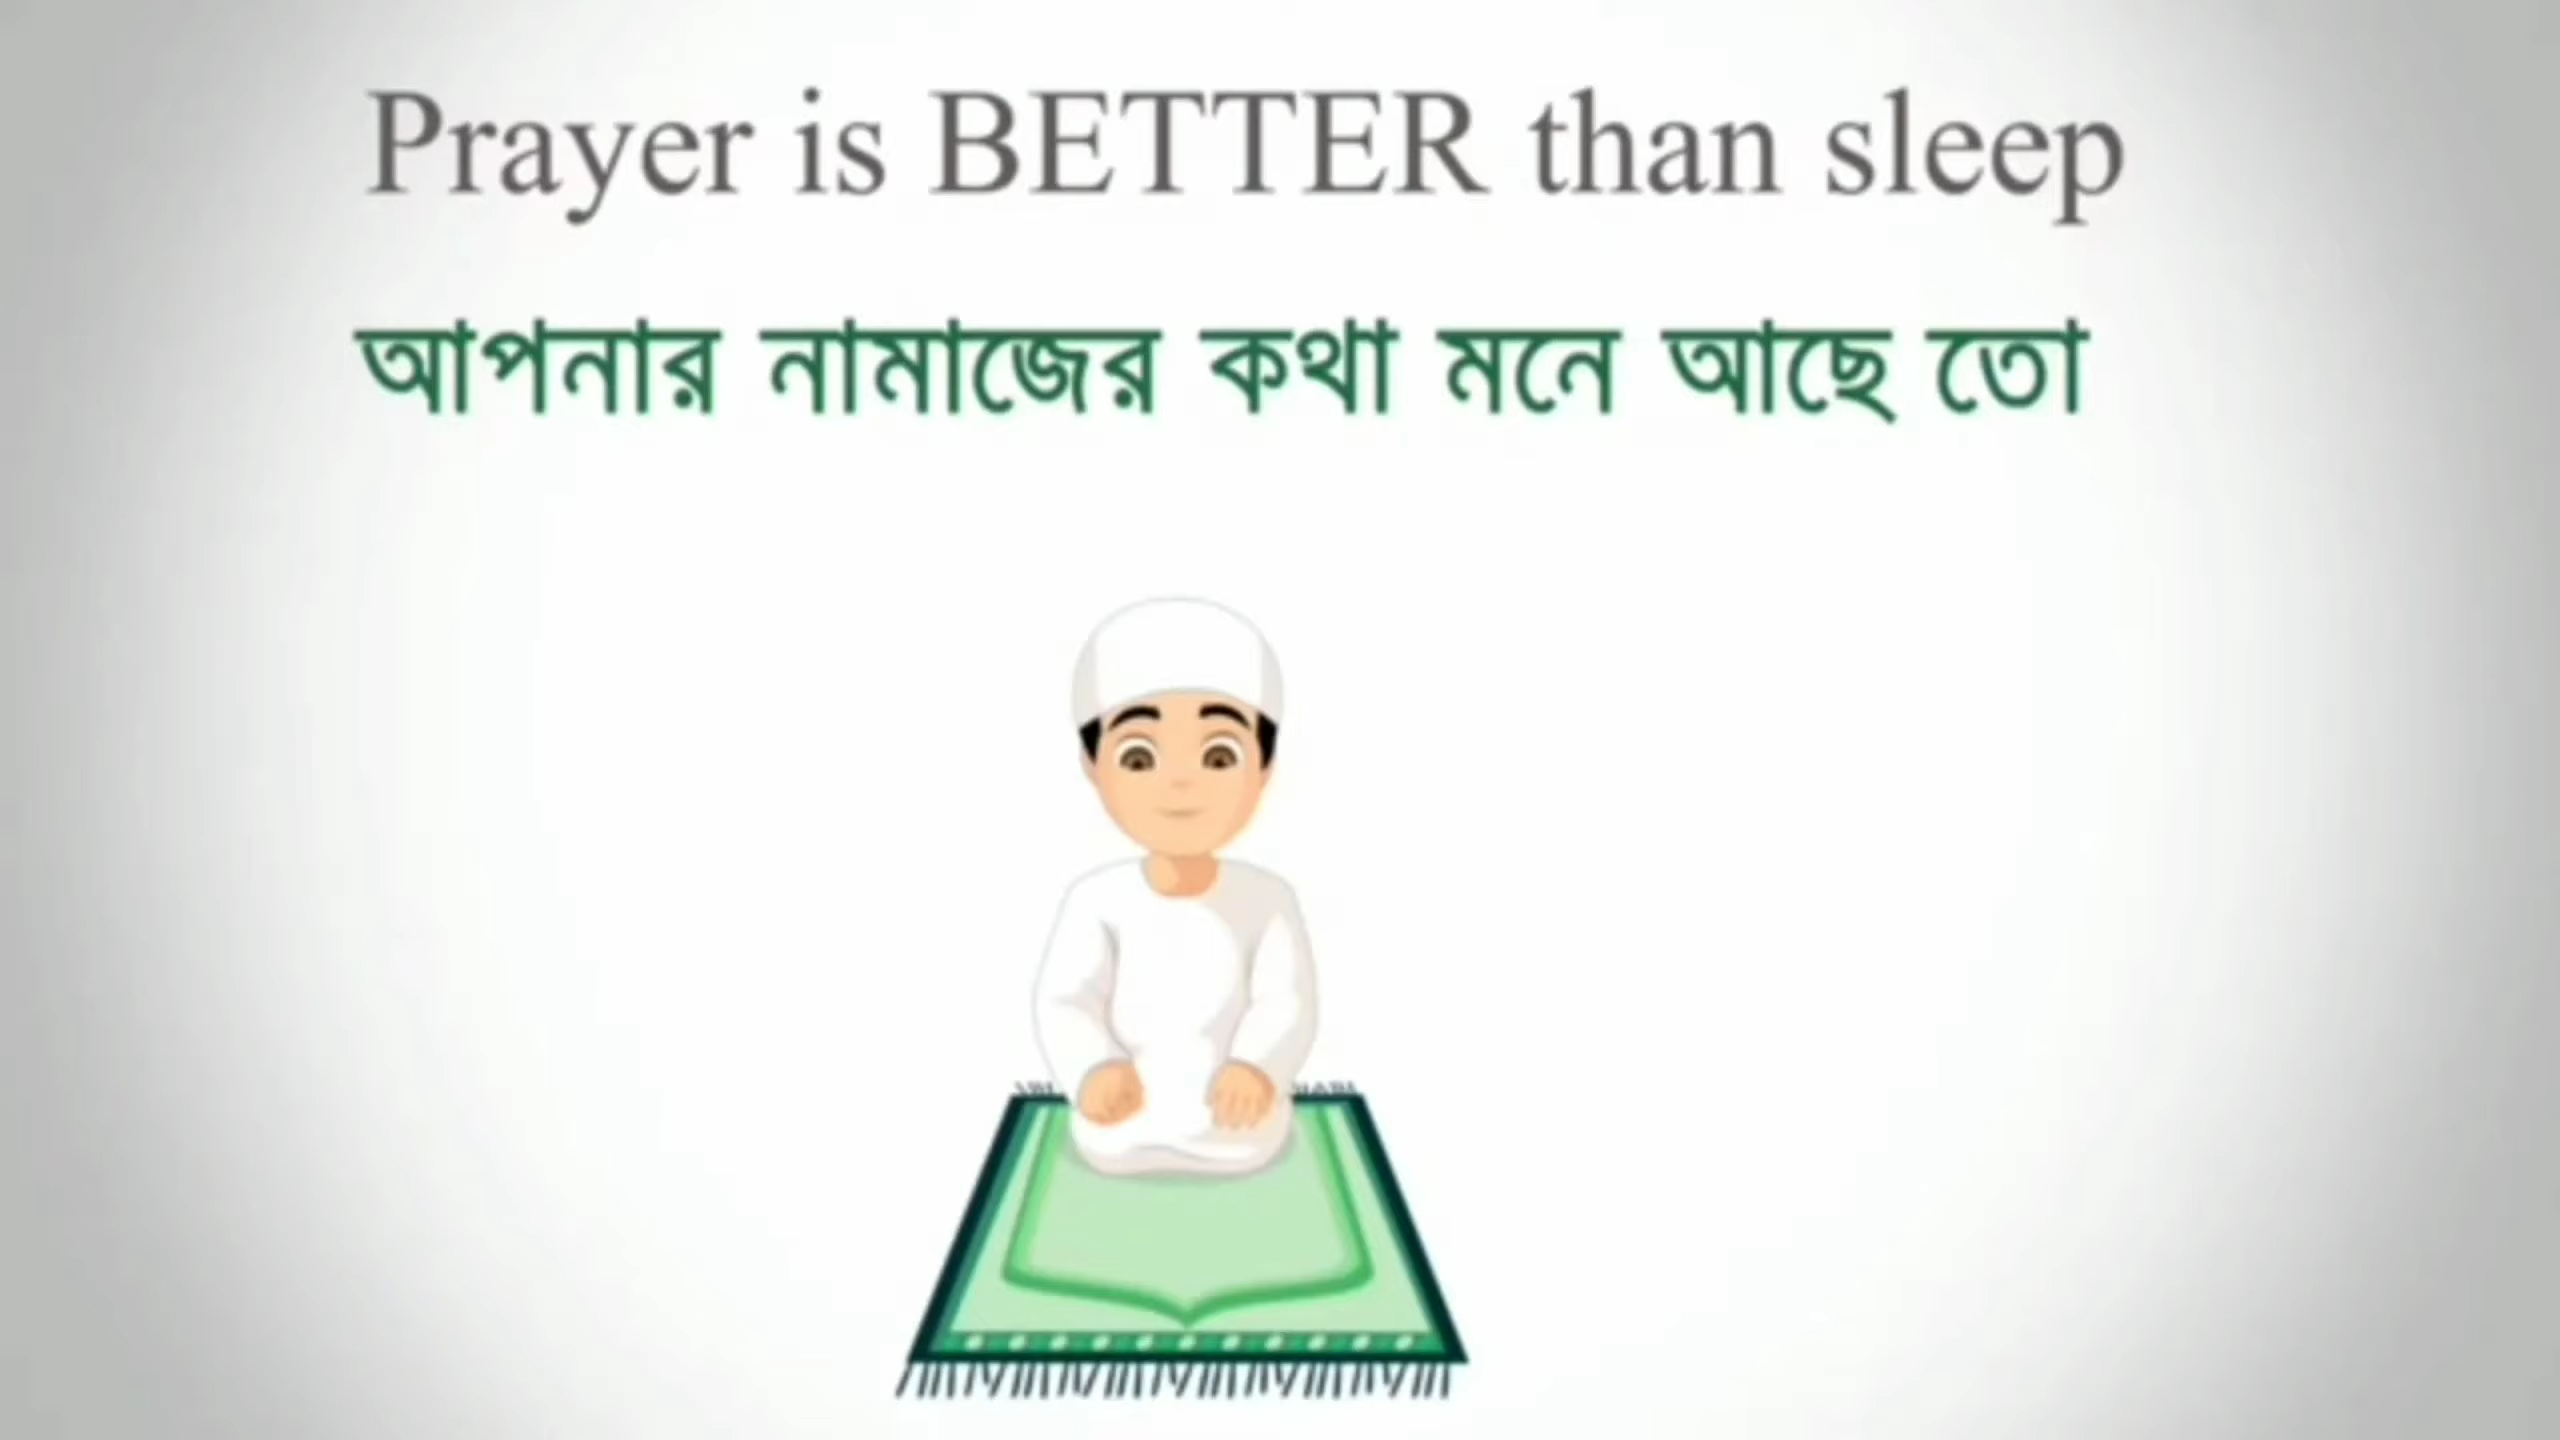 Prayer is BETTER than sleep
আপনার নামাজের কথা মনে আছে তো